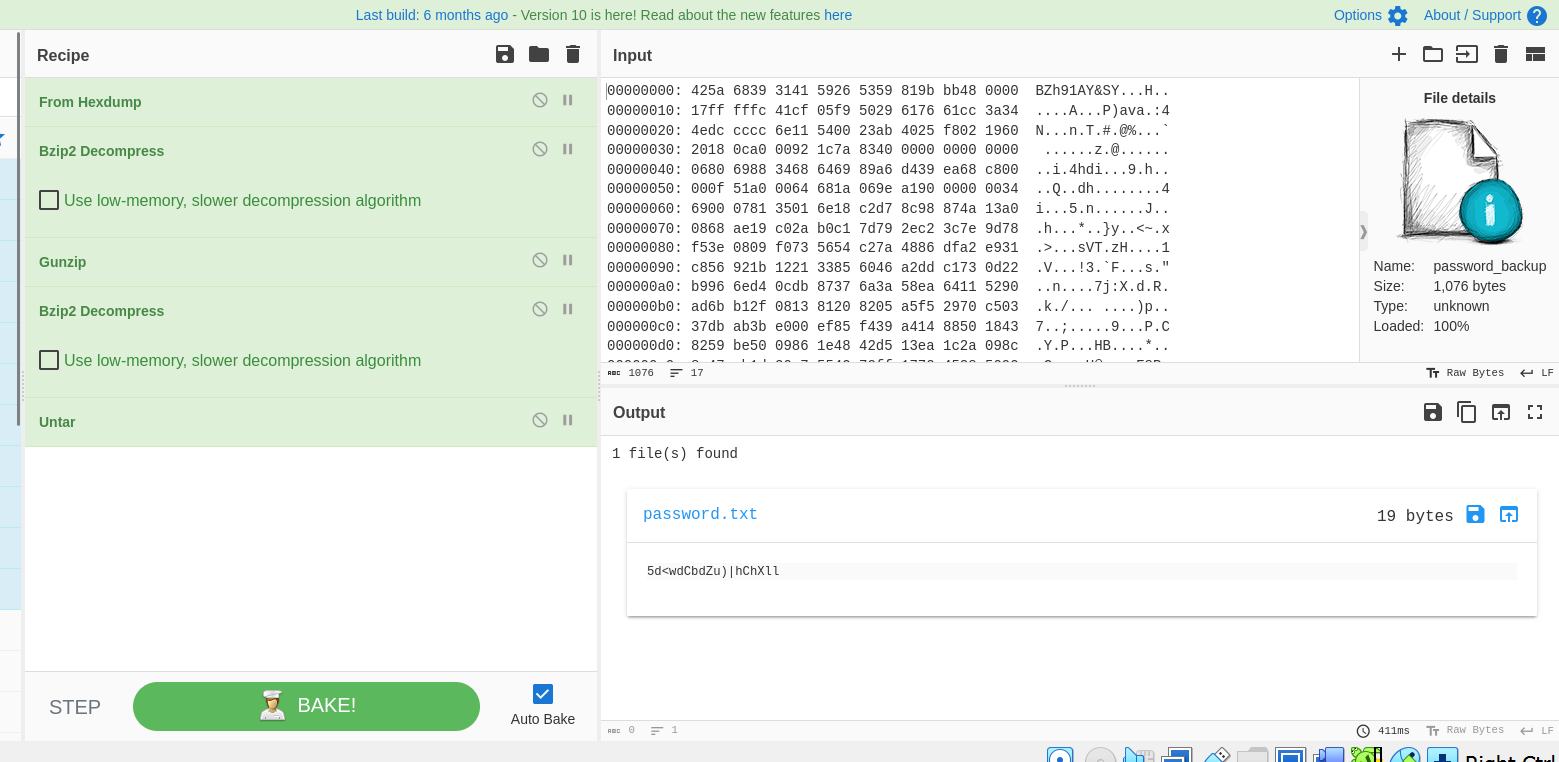 Last build: 6 months ago - Version 10 is here! Read about the new features here
Options
About / Support
Recipe
From Hexdump
Bzip2 Decompress
Use low-memory, slower decompression algorithm
Gunzip
Bzip2 Decompress
Use low-memory, slower decompression algorithm
Untar
STEP
BAKE!
Auto Bake
Input
00000000: 425a 6839 3141 5926 5359 819b bb48 0000  BZh91AY&SY...H..
00000010: 17ff fffc 41cf 05f9 5029 6176 61cc 3a34  ....A...P)ava.:4
00000020: 4edc cccc 6e11 5400 23ab 4025 f802 1960  N...n.T.#.@%...`
00000030: 2018 0ca0 0092 1c7a 8340 0000 0000 0000   ......z.@......
00000040: 0680 6988 3468 6469 89a6 d439 ea68 c800  ..i.4hdi...9.h..
00000050: 000f 51a0 0064 681a 069e a190 0000 0034  ..Q..dh........4
00000060: 6900 0781 3501 6e18 c2d7 8c98 874a 13a0  i...5.n......J..
00000070: 0868 ae19 c02a b0c1 7d79 2ec2 3c7e 9d78  .h...*..}y..<~.x
00000080: f53e 0809 f073 5654 c27a 4886 dfa2 e931  .>...sVT.zH....1
00000090: c856 921b 1221 3385 6046 a2dd c173 0d22  .V...!3.`F...s."
000000a0: b996 6ed4 0cdb 8737 6a3a 58ea 6411 5290  ..n....7j:X.d.R.
000000b0: ad6b b12f 0813 8120 8205 a5f5 2970 c503  .k./... ....)p..
000000c0: 37db ab3b e000 ef85 f439 a414 8850 1843  7..;.....9...P.C
000000d0: 8259 be50 0986 1e48 42d5 13ea 1c2a 098c  .Y.P...HB....*..
1076
17
Raw Bytes
LF
File details
Name: password_backup
Size: 1,076 bytes
Type: unknown
Loaded: 100%
Output
1 file(s) found
password.txt
19 bytes
5d<wdCbdZu)|hChXll
0
1
411ms
Raw Bytes
LF
Right Ctrl